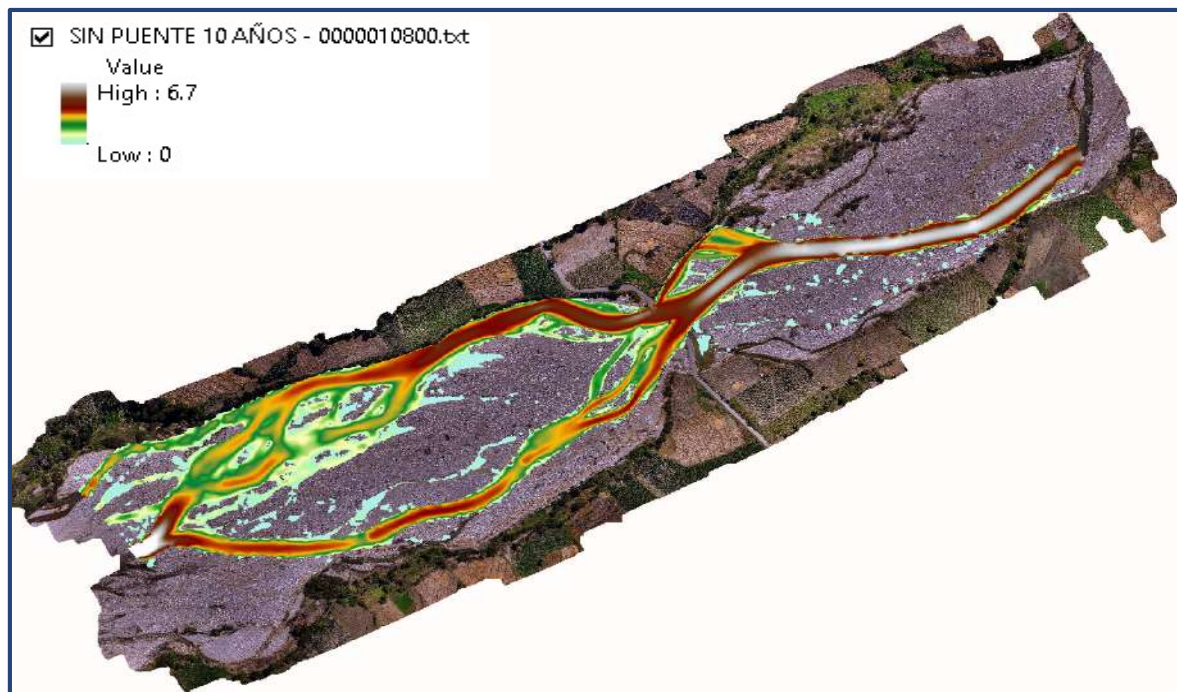 SIN PUENTE 10 AÑOS - 0000010800.txt
Value
High : 6.7
Low : 0